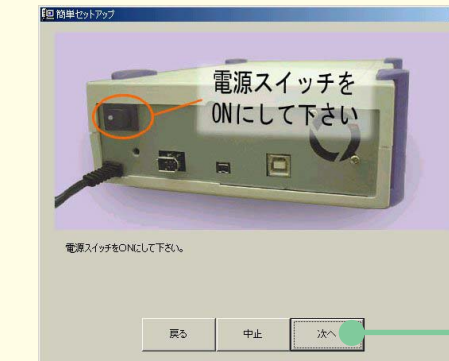 簡単セットアップ
電源スイッチを
ONにして下さい
電源スイッチをONにして下さい。
戻る
中止
次へ